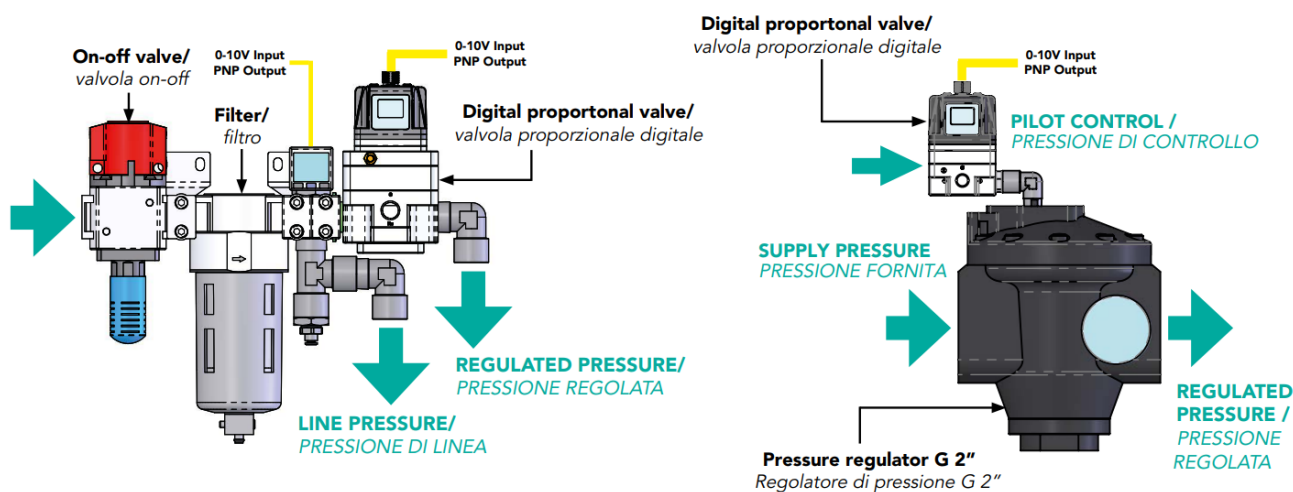 On-off valve/
valvola on-off
0-10V Input
PNP Output
Filter/
filtro
0-10V Input
PNP Output
Digital proportonal valve/
valvola proporzionale digitale
REGULATED PRESSURE/
PRESSIONE REGOLATA
LINE PRESSURE/
PRESSIONE DI LINEA
Digital proportonal valve/
valvola proporzionale digitale
0-10V Input
PNP Output
PILOT CONTROL /
PRESSIONE DI CONTROLLO
SUPPLY PRESSURE
PRESSIONE FORNITA
REGULATED
PRESSURE /
PRESSIONE
REGOLATA
Pressure regulator G 2”
Regolatore di pressione G 2”